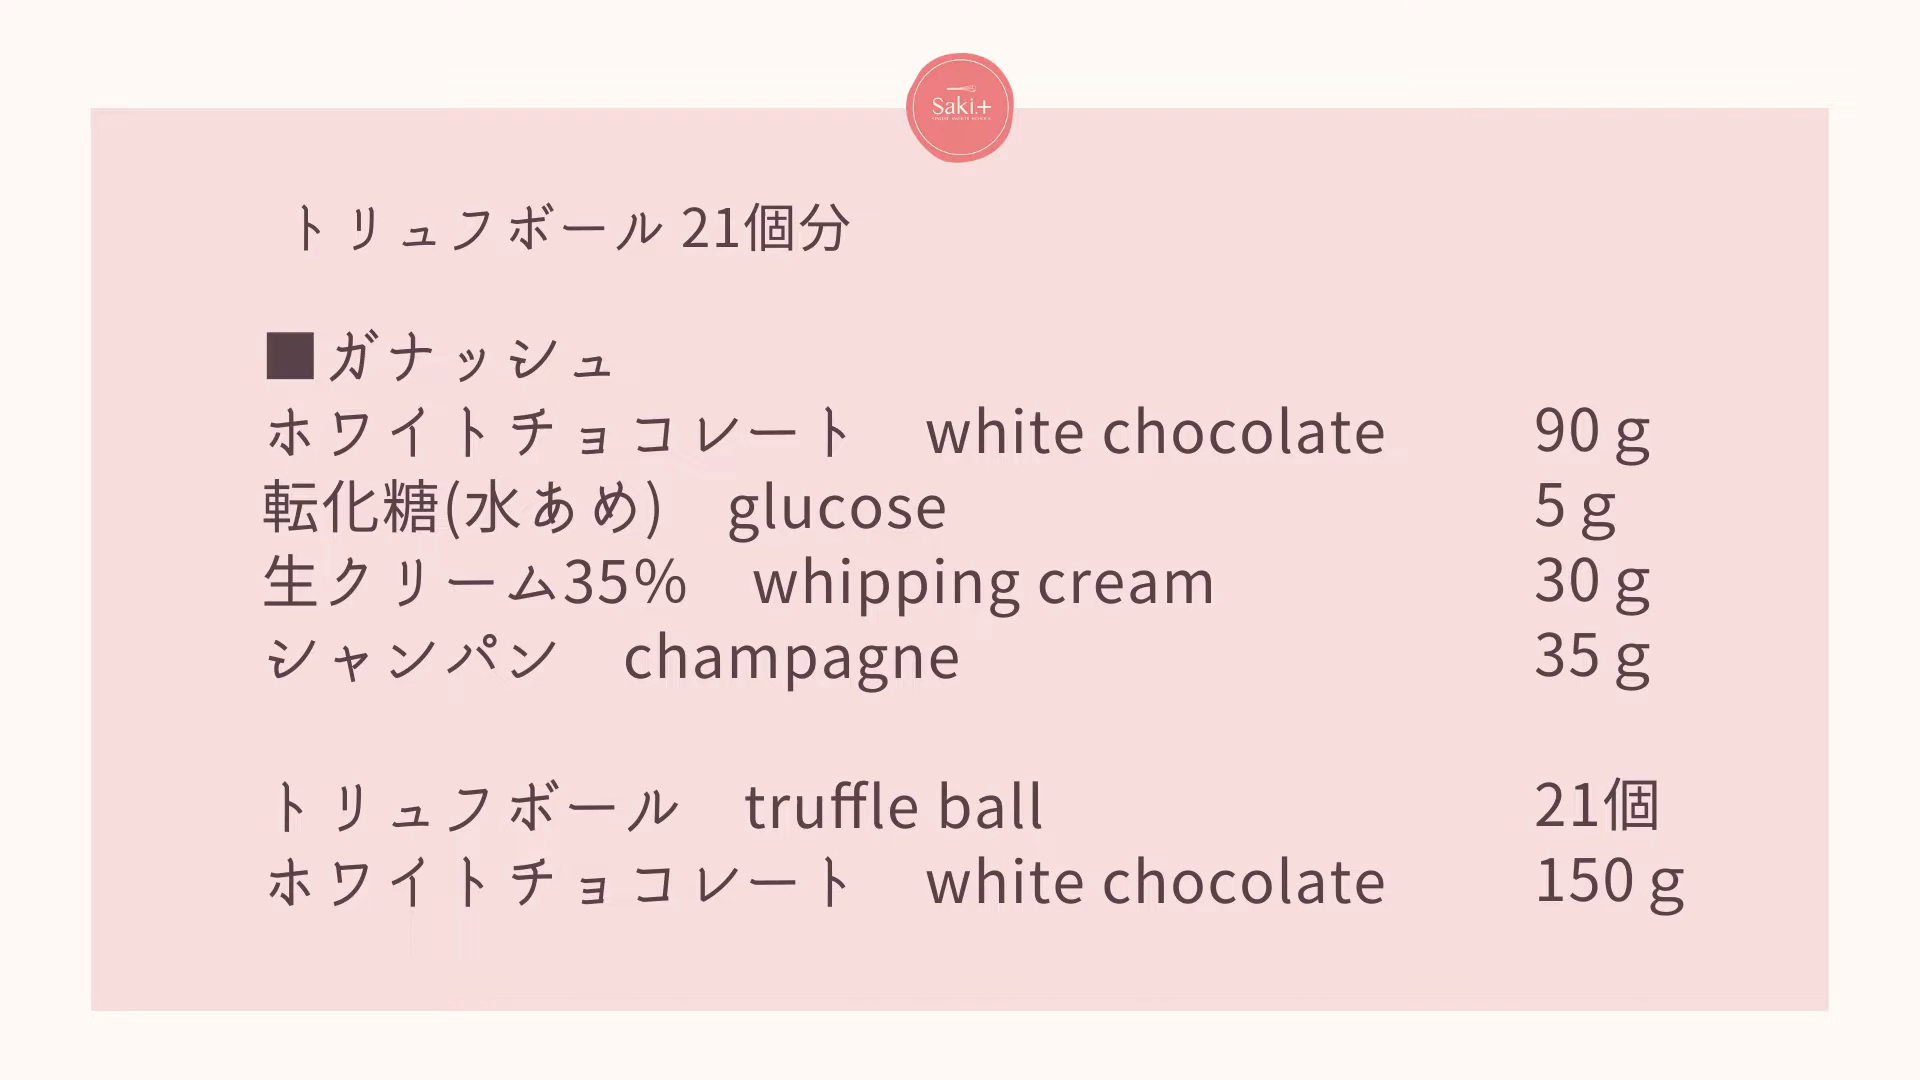 Saki.+
トリュフボール 21個分
■ガナッシュ
ホワイトチョコレート　white chocolate 90 g
転化糖(水あめ)　glucose 5 g
生クリーム35%　whipping cream 30 g
シャンパン　champagne 35 g
トリュフボール　truffle ball 21個
ホワイトチョコレート　white chocolate 150 g